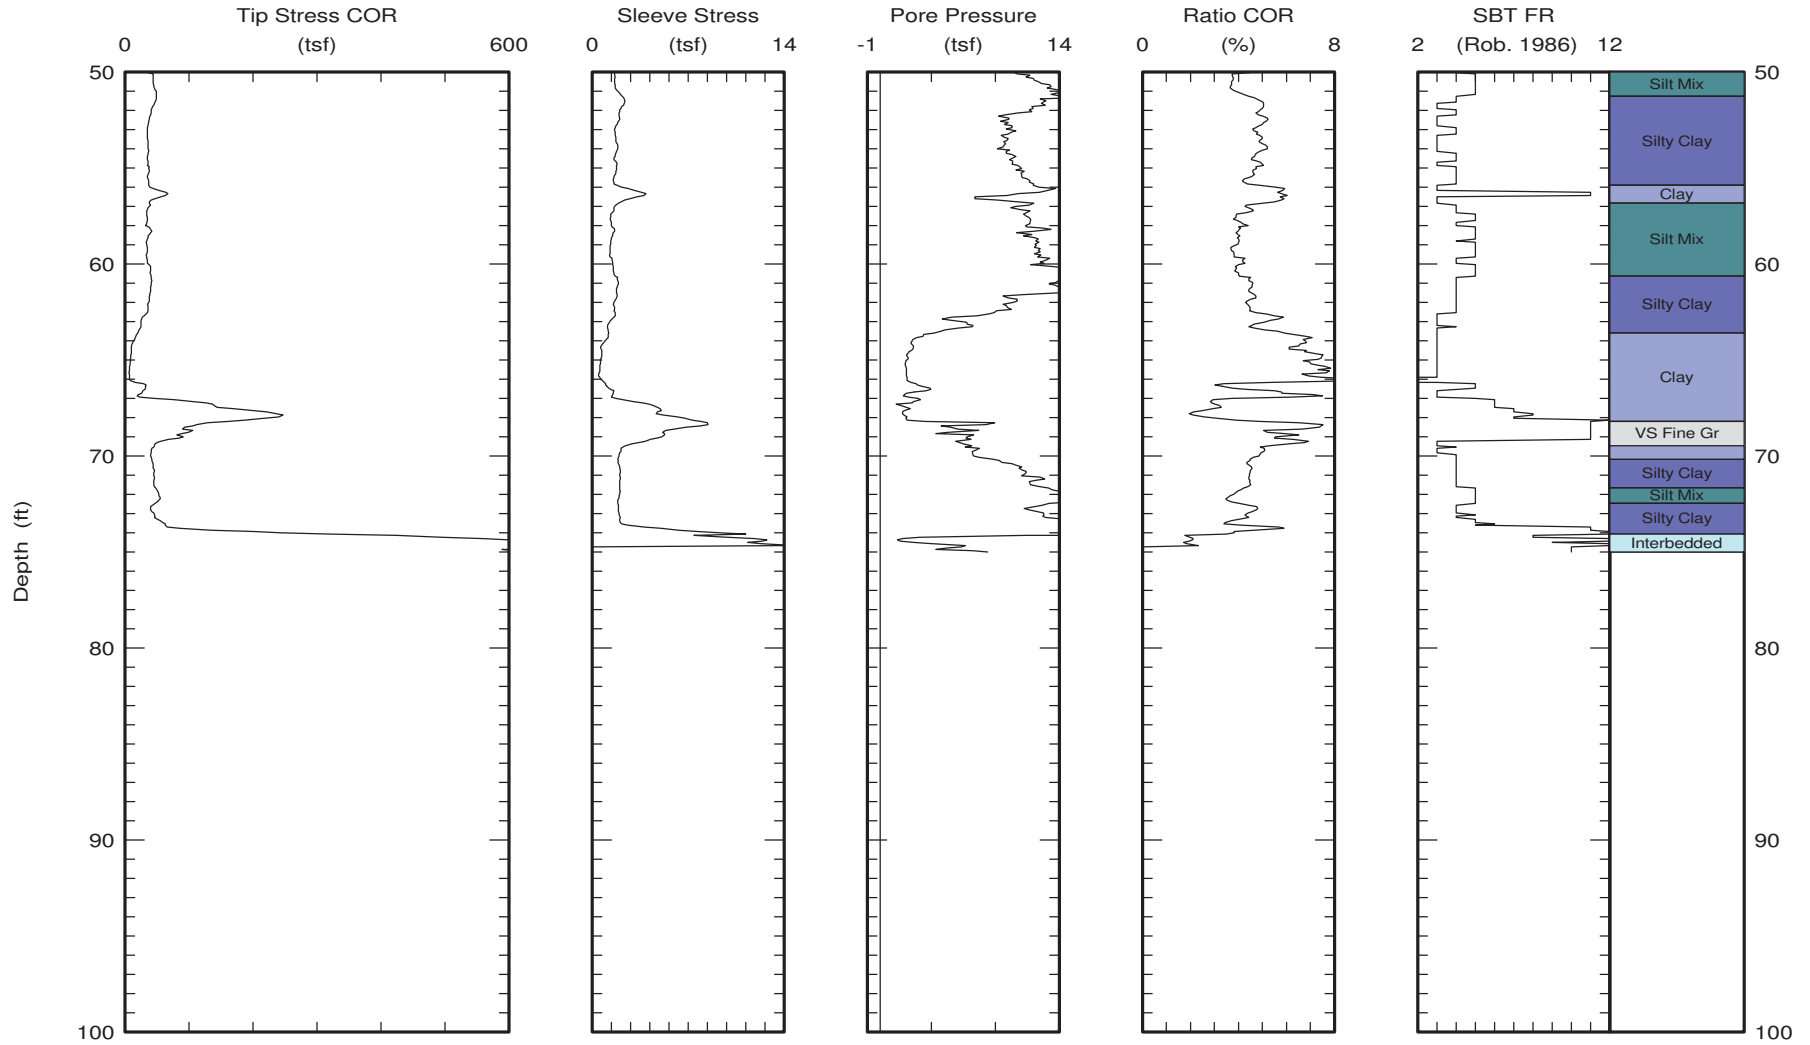 Tip Stress COR Sleeve Stress Pore Pressure Ratio COR SBT FR
0 (tsf) 600 0 (tsf) 14 -1 (tsf) 14 0 (%) 8 2 (Rob. 1986) 12
50 50
Silt Mix
Silty Clay
Clay
Silt Mix
60 60
Silty Clay
Clay
VS Fine Gr
70 70
Silty Clay
Silt Mix
Silty Clay
Interbedded
Depth (ft)
80 80
90 90
100 100